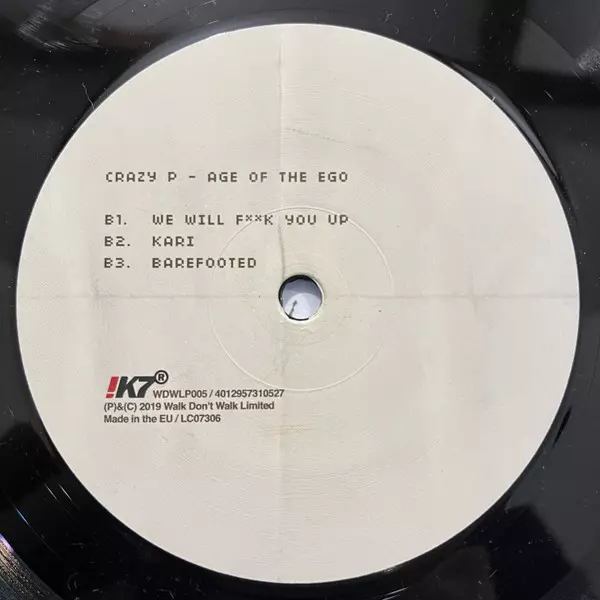 CRAZY P - AGE OF THE EGO
B1. WE WILL F**K YOU UP
B2. KARI
B3. BAREFOOTED
!K7® WDWLP005 / 4012957310527
(P)&(C) 2019 Walk Don't Walk Limited
Made in the EU / LC07306